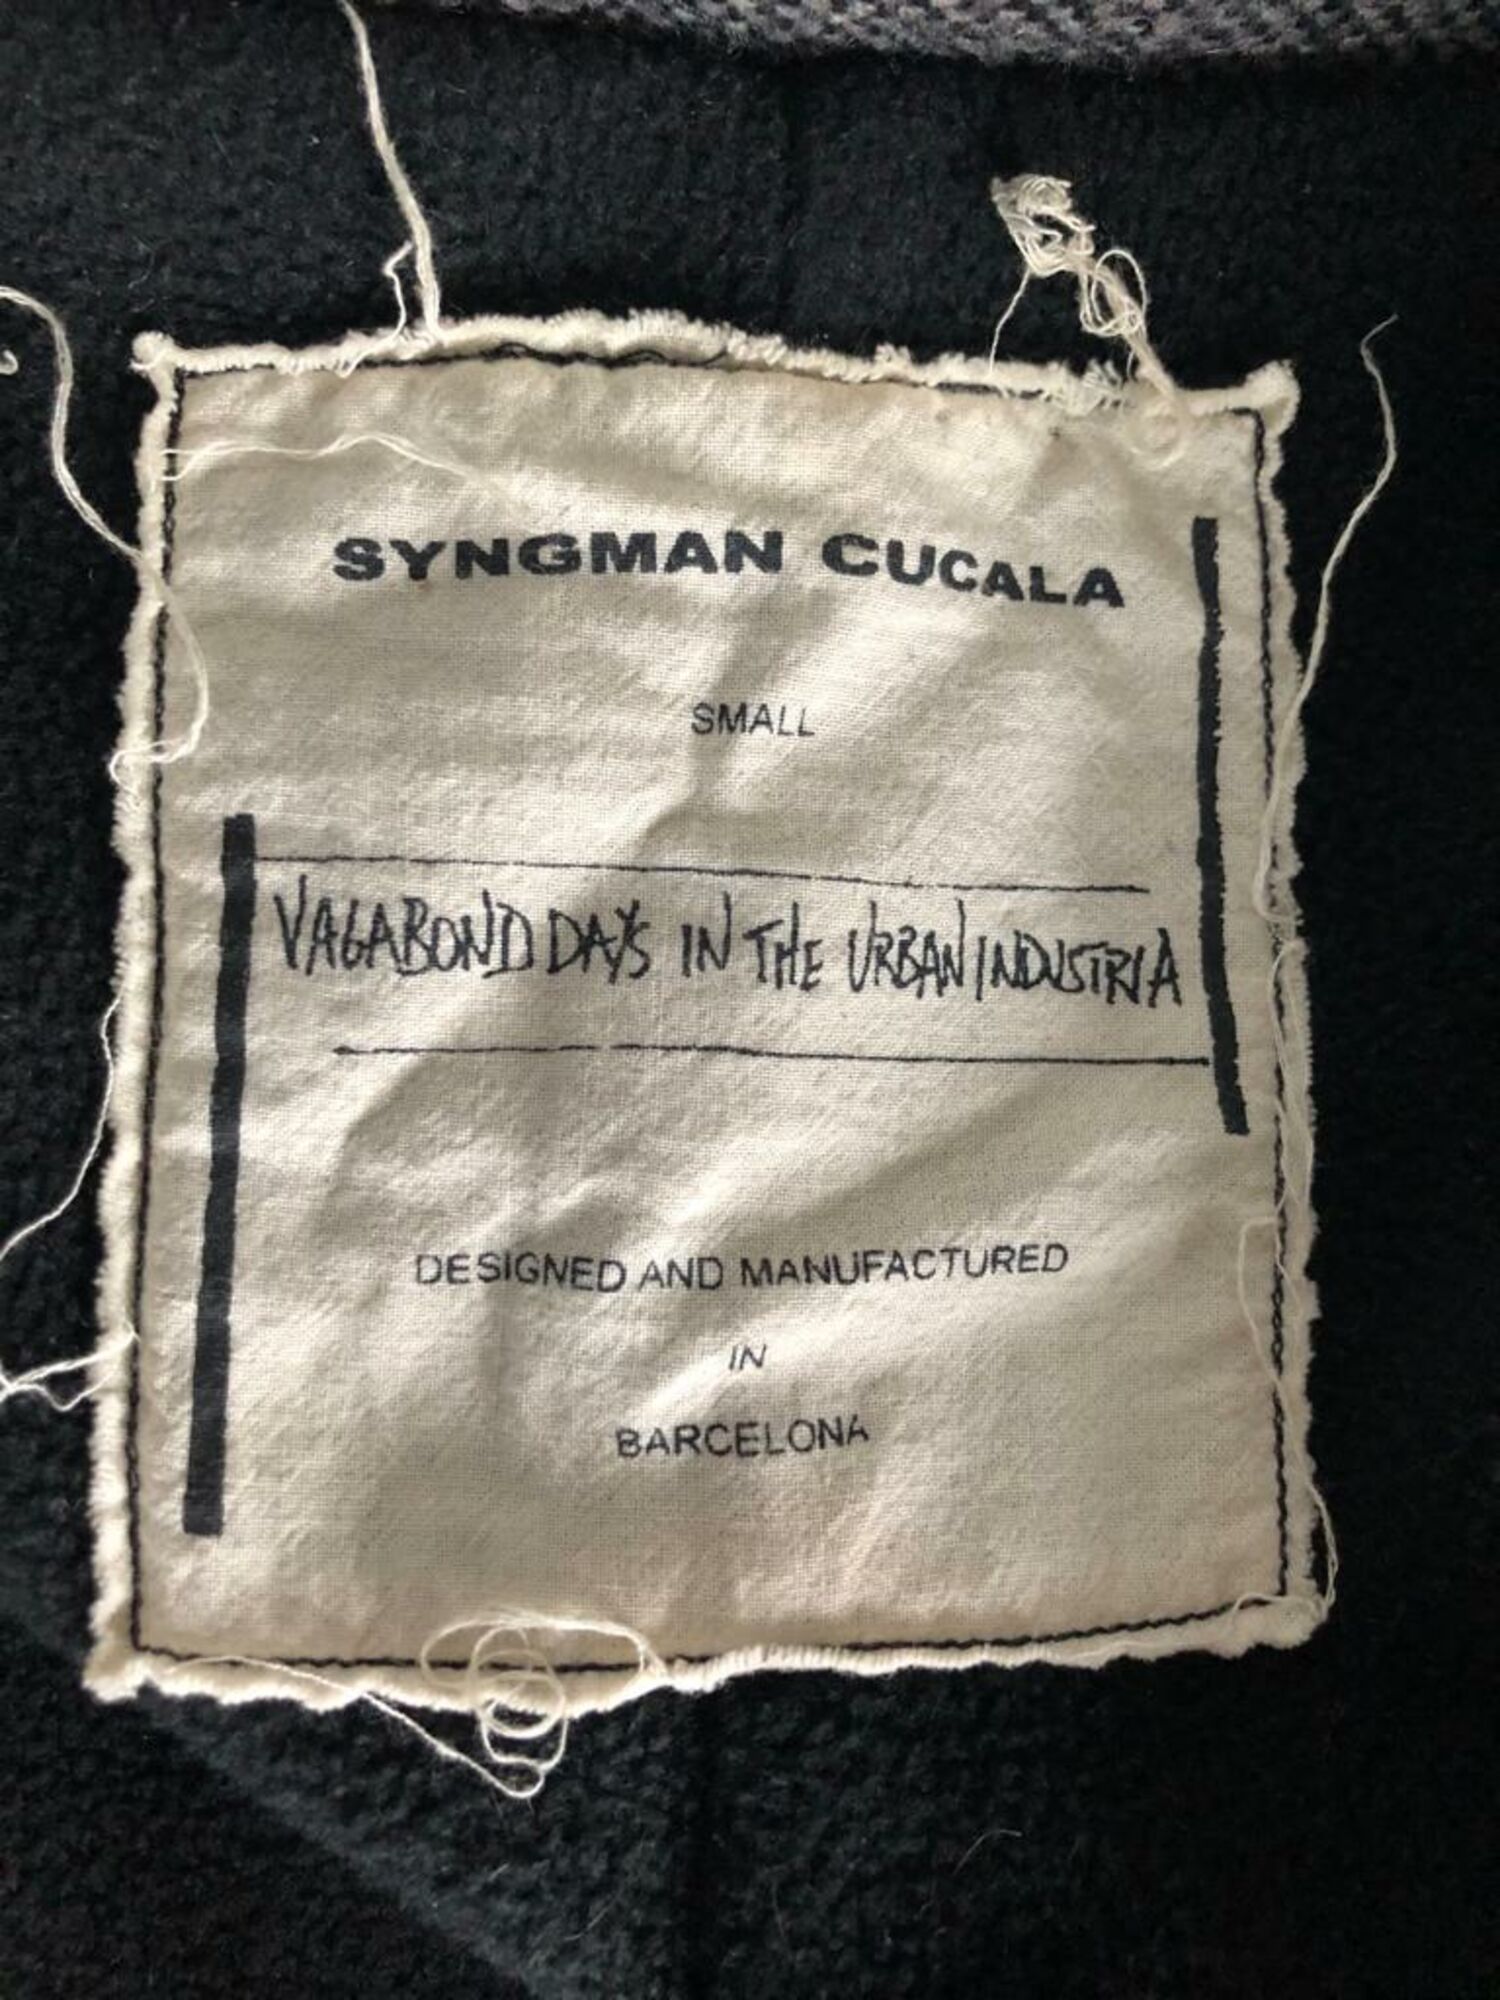 SYNGMAN CUCALA
SMALL
VAGABOND DAYS IN THE URBAN INDUSTRIA
DESIGNED AND MANUFACTURED
IN
BARCELONA